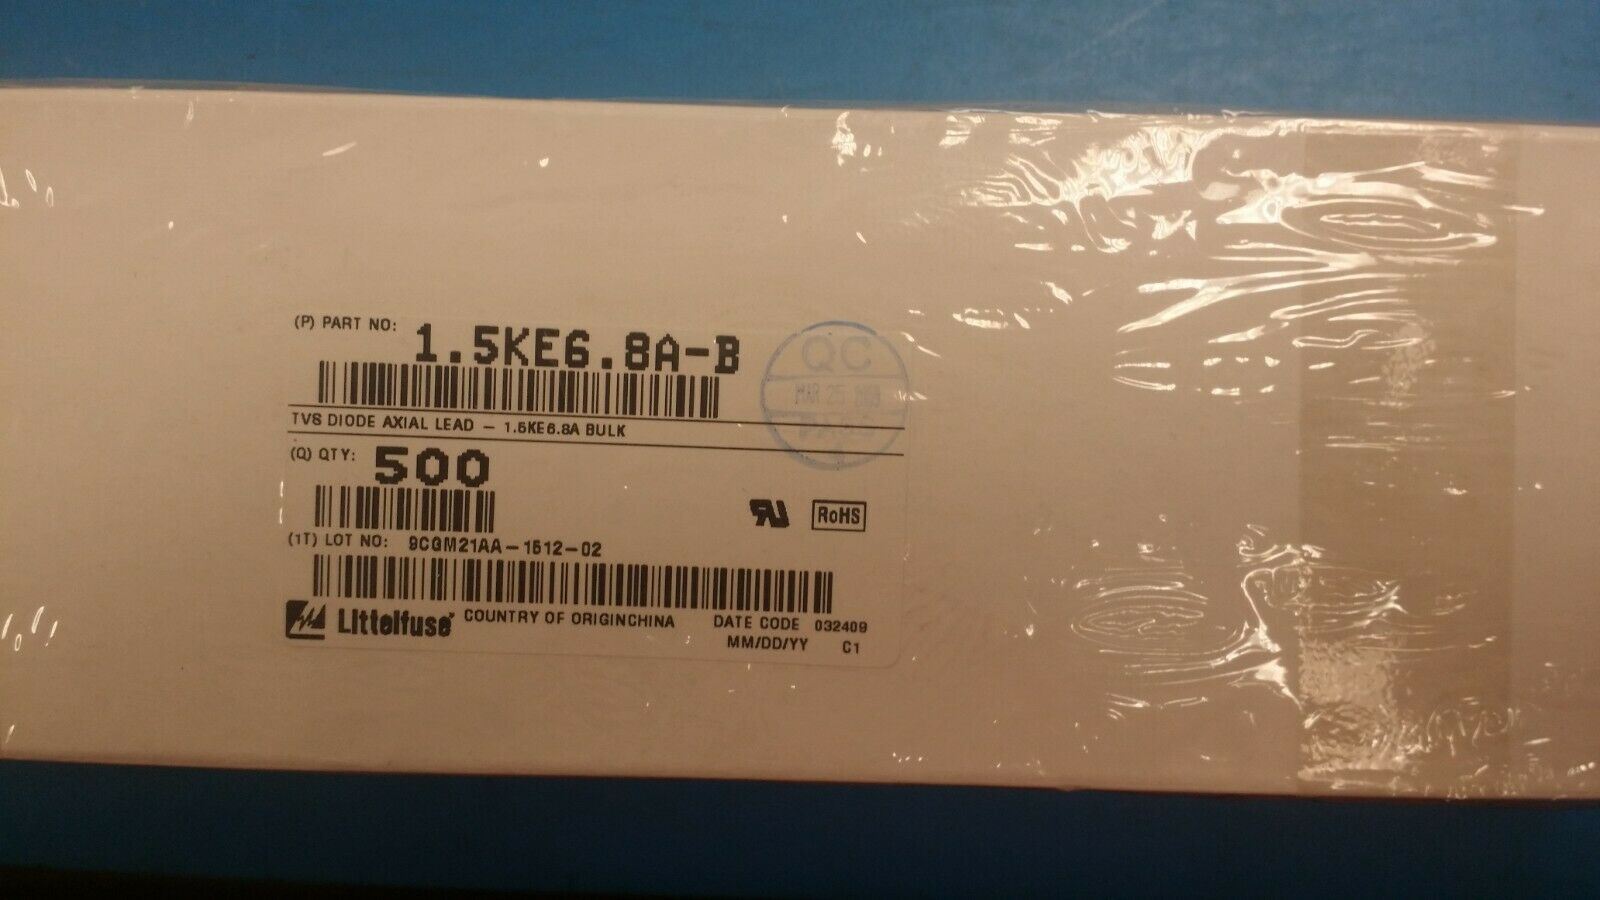 (P) PART NO: 1.5KE6.8A-B
QC
MAR 25
TVS DIODE AXIAL LEAD - 1.5KE6.8A BULK
(Q) QTY: 500
RoHS
(1T) LOT NO: 9CGM21AA-1512-02
Littelfuse COUNTRY OF ORIGINCHINA DATE CODE 032409
MM/DD/YY C1